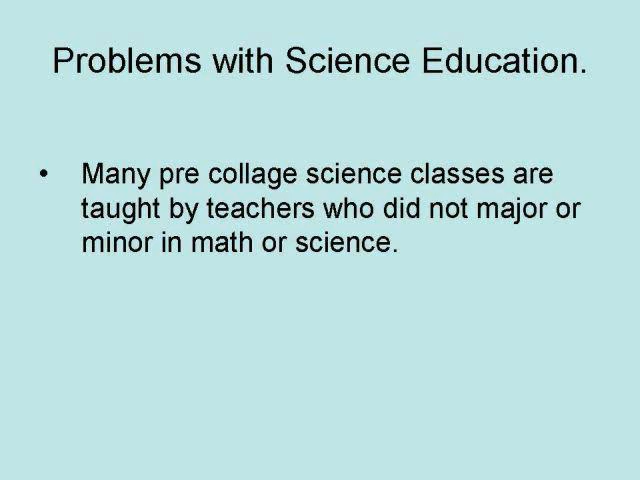 Problems with Science Education.
• Many pre collage science classes are
taught by teachers who did not major or
minor in math or science.